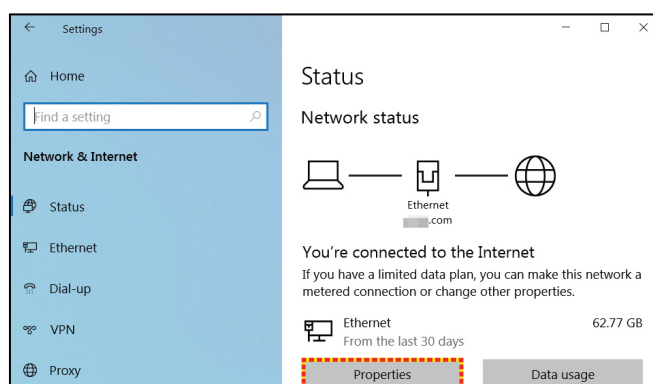 Settings
Home
Find a setting
Network & Internet
Status
Ethernet
Dial-up
VPN
Proxy
Status
Network status
Ethernet
.com
You're connected to the Internet
If you have a limited data plan, you can make this network a
metered connection or change other properties.
Ethernet 62.77 GB
From the last 30 days
Properties Data usage